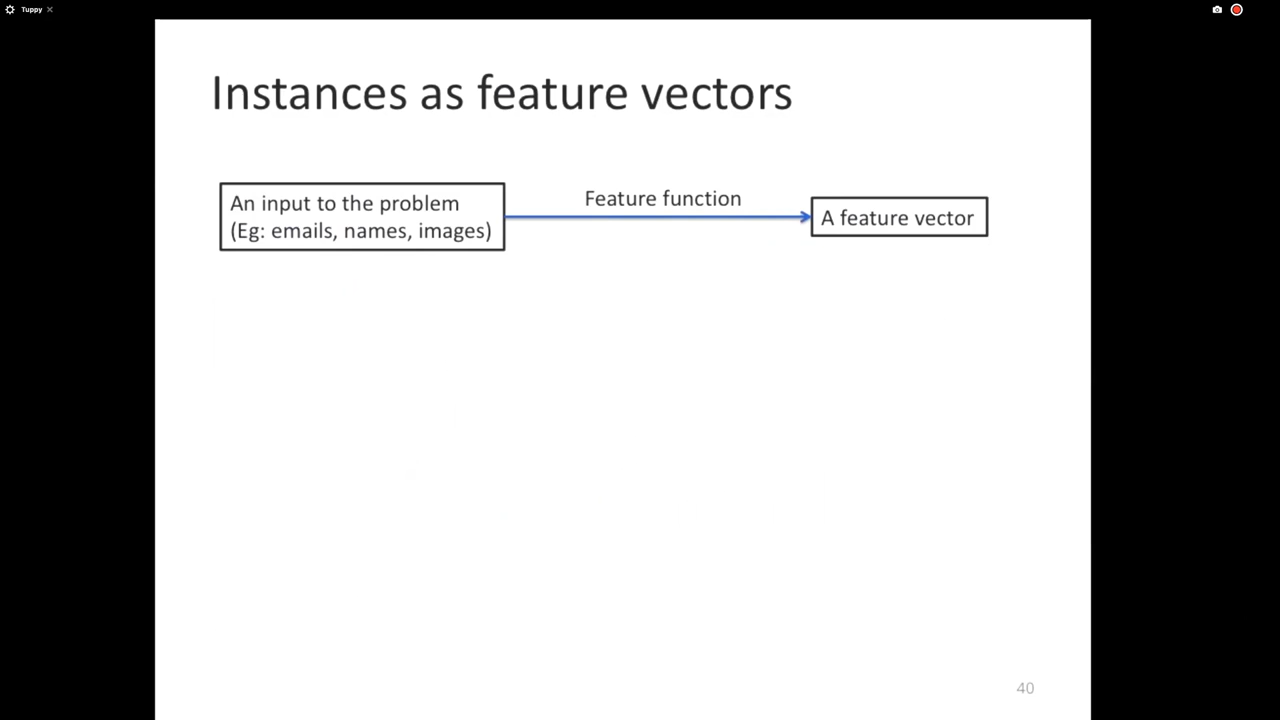 Tuppy
Instances as feature vectors
An input to the problem
(Eg: emails, names, images)
Feature function
A feature vector
40